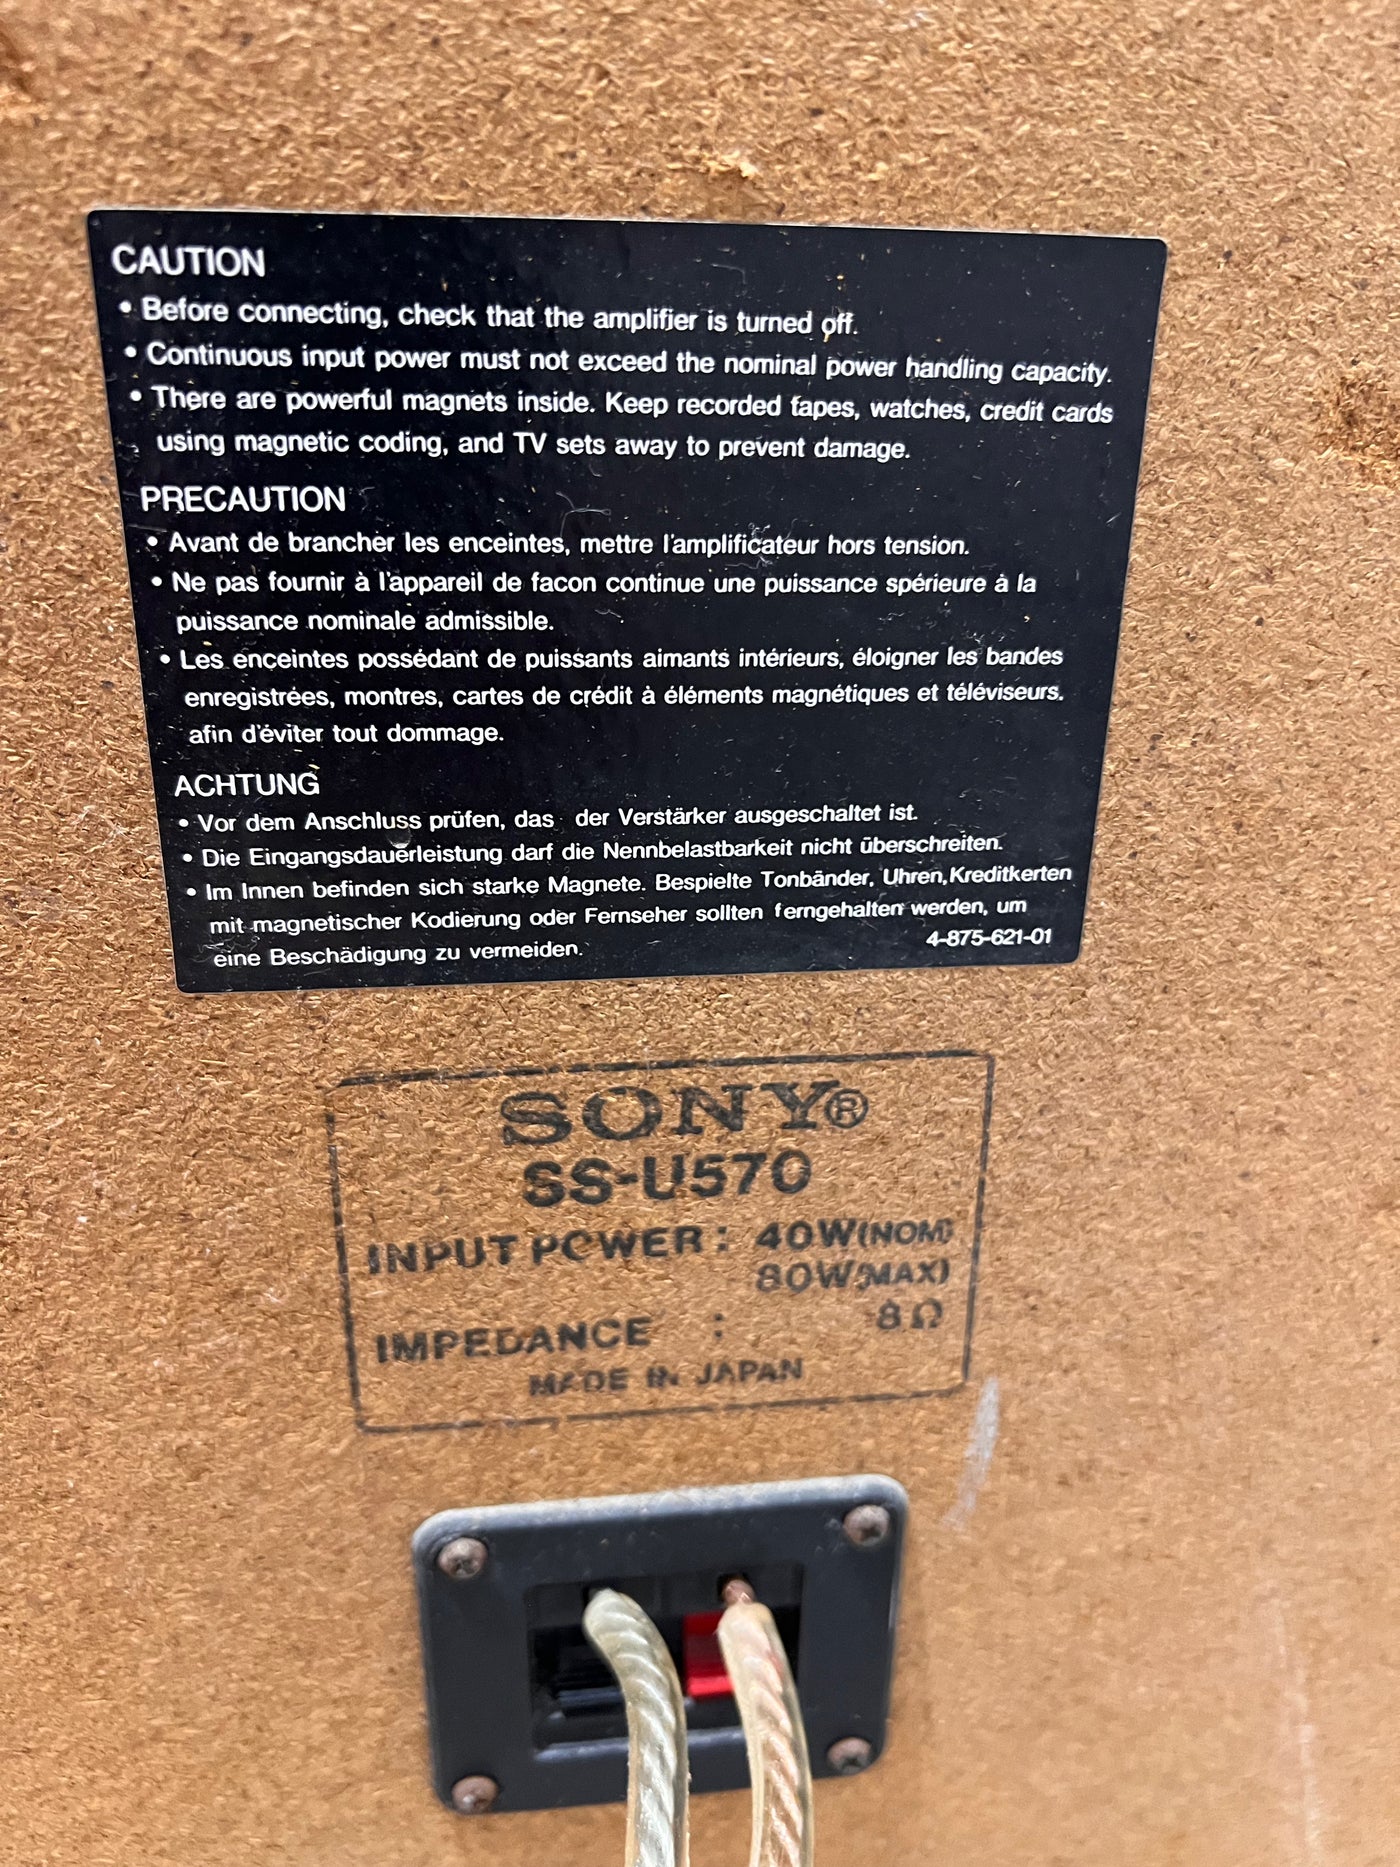 CAUTION
• Before connecting, check that the amplifier is turned off.
• Continuous input power must not exceed the nominal power handling capacity.
• There are powerful magnets inside. Keep recorded tapes, watches, credit cards
using magnetic coding, and TV sets away to prevent damage.
PRECAUTION
• Avant de brancher les enceintes, mettre l'amplificateur hors tension.
• Ne pas fournir à l'appareil de facon continue une puissance spérieure à la
puissance nominale admissible.
• Les enceintes possédant de puissants aimants intérieurs, éloigner les bandes
enregistrées, montres, cartes de crédit à éléments magnétiques et téléviseurs.
afin d'éviter tout dommage.
ACHTUNG
• Vor dem Anschluss prüfen, das der Verstärker ausgeschaltet ist.
• Die Eingangsdauerleistung darf die Nennbelastbarkeit nicht überschreiten.
• Im Innen befinden sich starke Magnete. Bespielte Tonbänder, Uhren, Kreditkerten
mit magnetischer Kodierung oder Fernseher sollten ferngehalten werden, um
eine Beschädigung zu vermeiden. 4-875-621-01
SONY®
SS-U570
INPUT POWER : 40W(NOM)
80W(MAX)
IMPEDANCE : 8Ω
MADE IN JAPAN